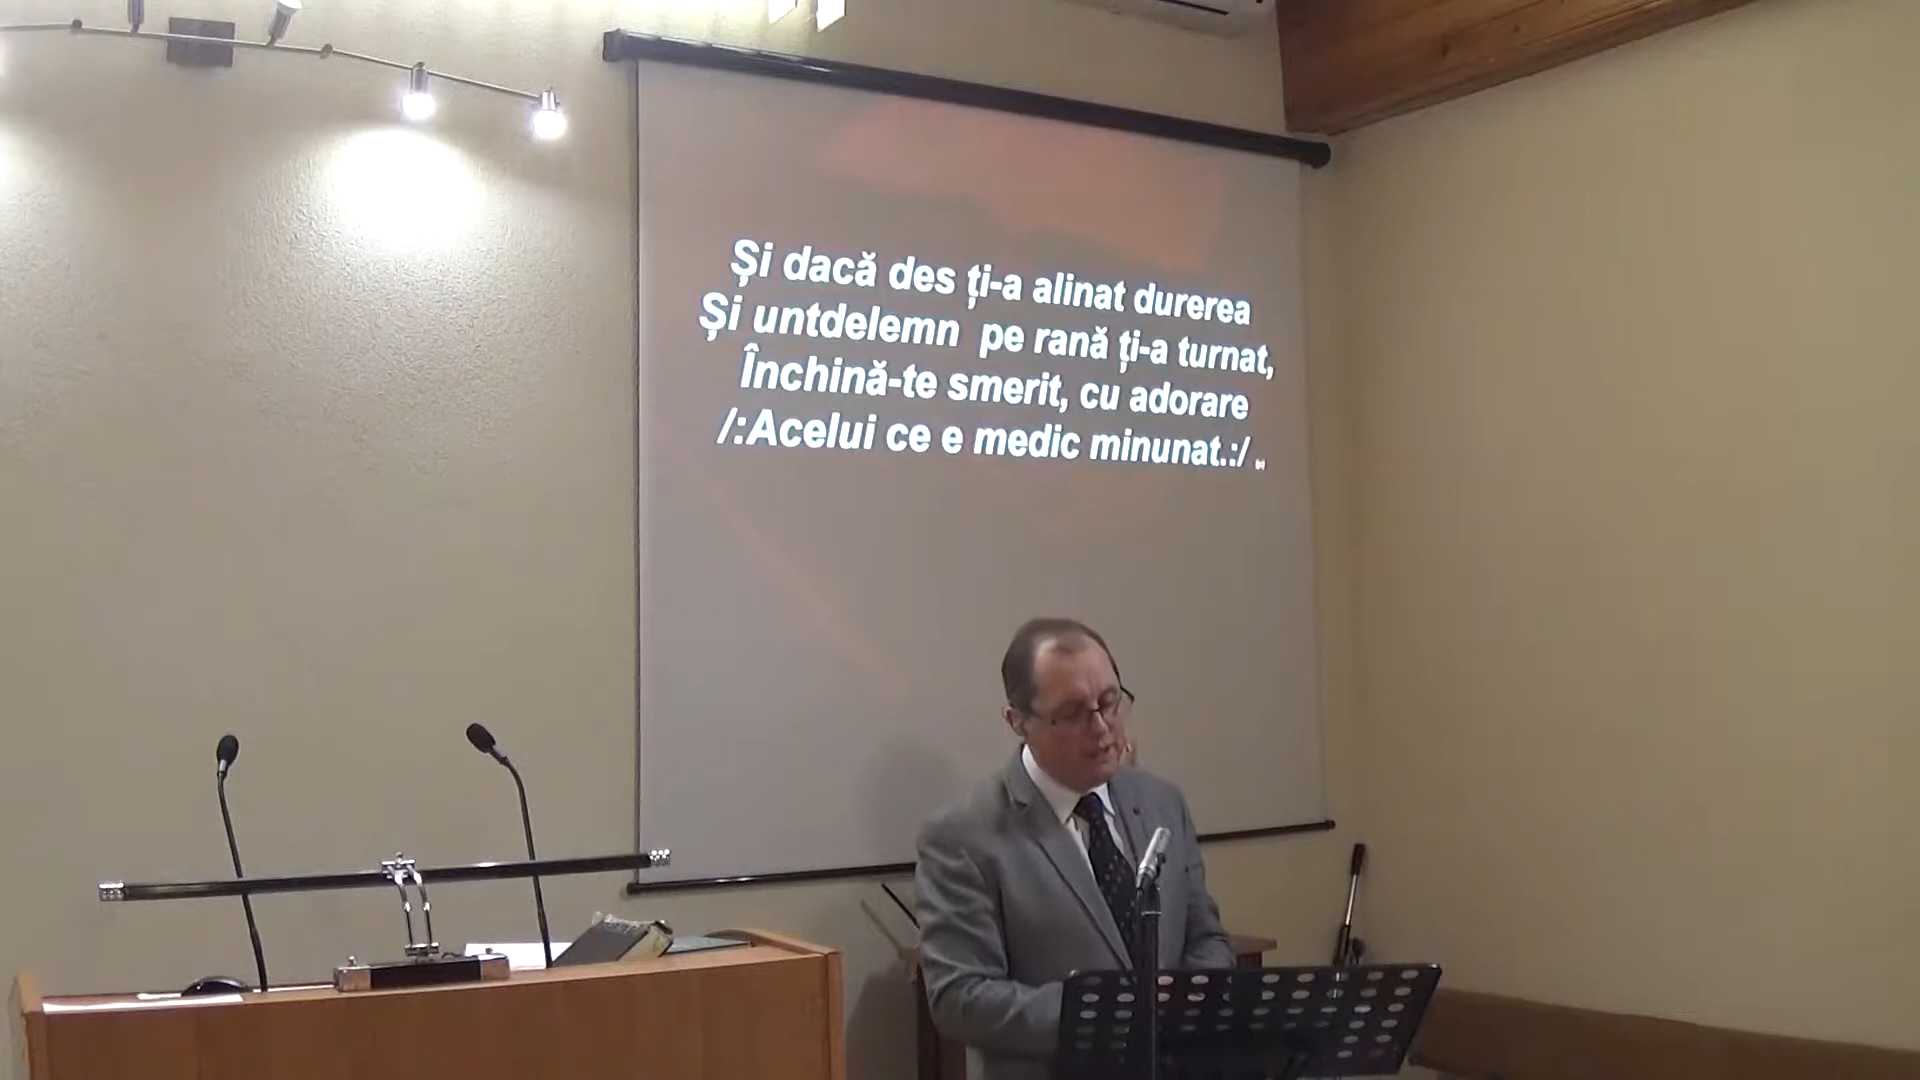 Și dacă des ți-a alinat durerea
Și untdelemn pe rană ți-a turnat,
Închină-te smerit, cu adorare
/:Acelui ce e medic minunat.:/